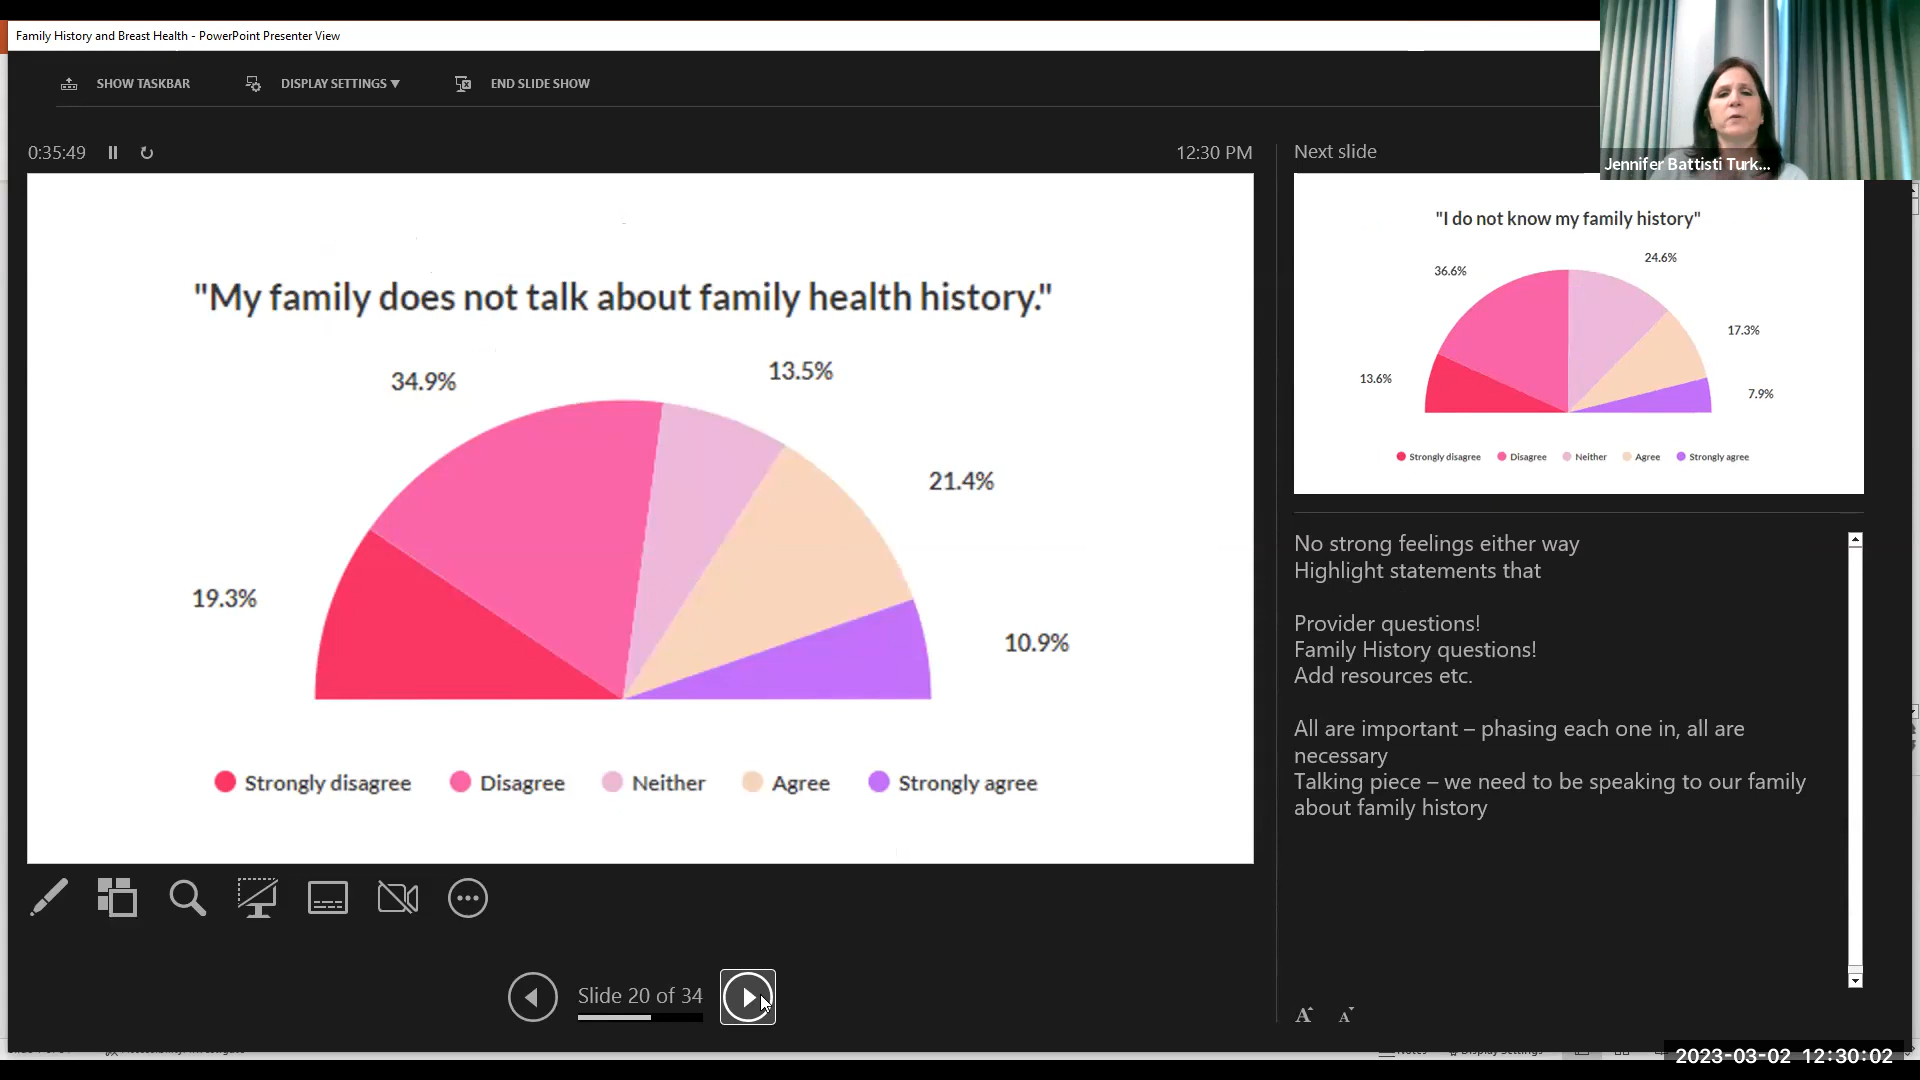 Family History and Breast Health - PowerPoint Presenter View
SHOW TASKBAR
DISPLAY SETTINGS ▼
END SLIDE SHOW
Jennifer Battisti Turk...
0:35:49
12:30 PM
"My family does not talk about family health history."
34.9%
13.5%
21.4%
19.3%
10.9%
Strongly disagree
Disagree
Neither
Agree
Strongly agree
Slide 20 of 34
Next slide
"I do not know my family history"
24.6%
36.6%
17.3%
13.6%
7.9%
Strongly disagree
Disagree
Neither
Agree
Strongly agree
No strong feelings either way
Highlight statements that
Provider questions!
Family History questions!
Add resources etc.
All are important – phasing each one in, all are
necessary
Talking piece – we need to be speaking to our family
about family history
A A
2023-03-02 12:30:02